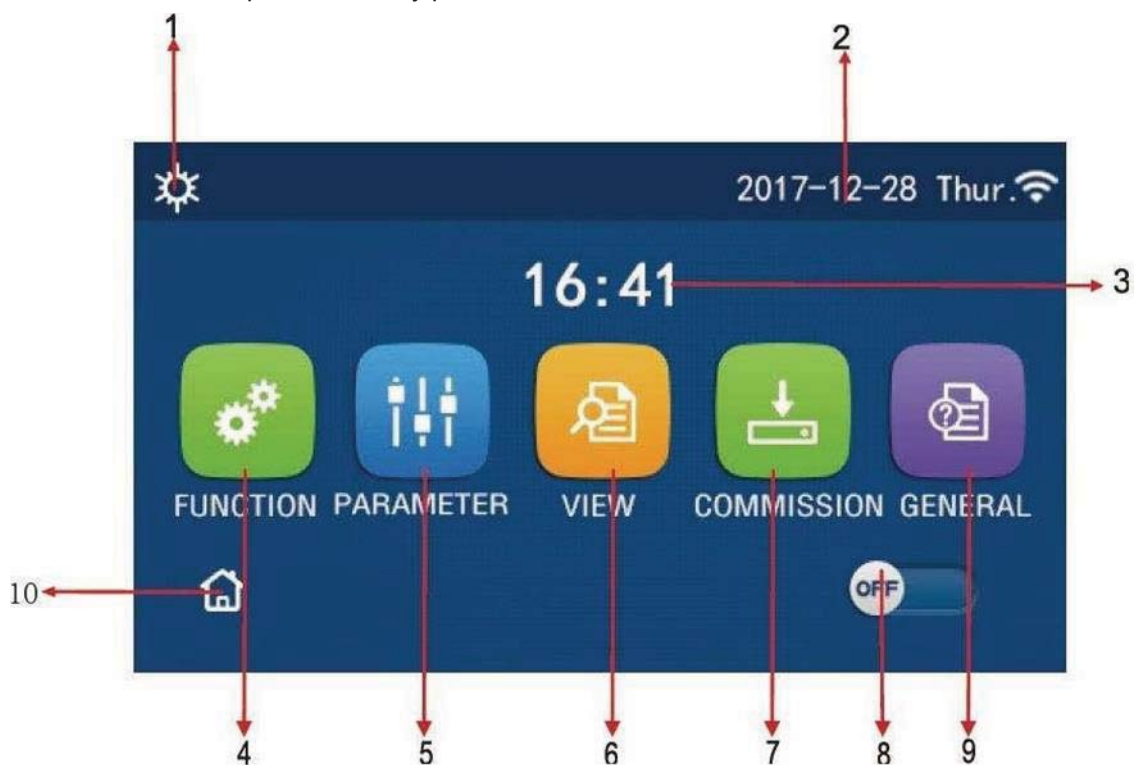 1
2
2017-12-28 Thur.
16:41
3
FUNCTION PARAMETER VIEW COMMISSION GENERAL
10
OFF
4 5 6 7 8 9